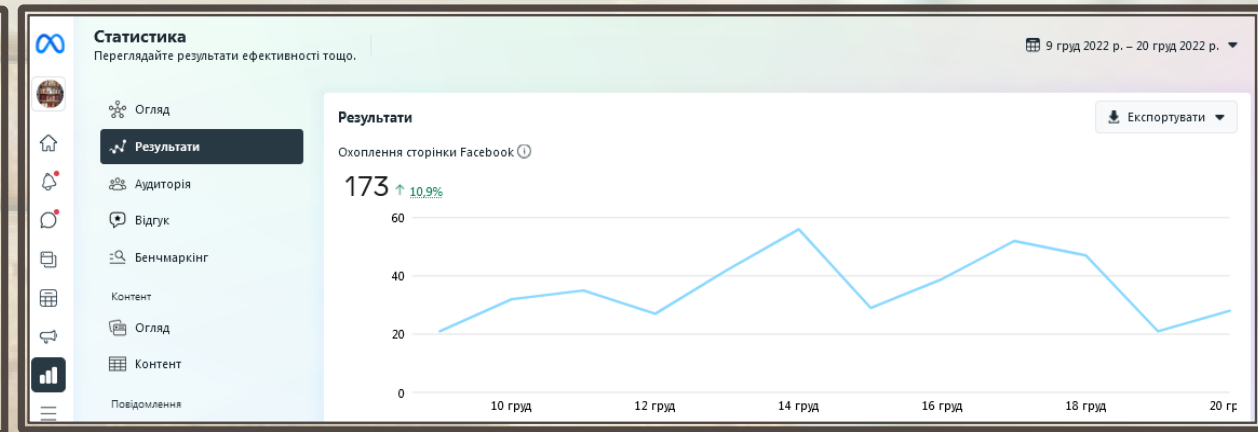 Статистика
Переглядайте результати ефективності тощо.
9 груд 2022 р. – 20 груд 2022 р.
Огляд
Результати
Аудиторія
Відгук
Бенчмаркінг
Контент
Огляд
Контент
Повідомлення
Результати
Експортувати
Охоплення сторінки Facebook
173 ↑ 10,9%
60
40
20
0
10 груд 12 груд 14 груд 16 груд 18 груд 20 гр